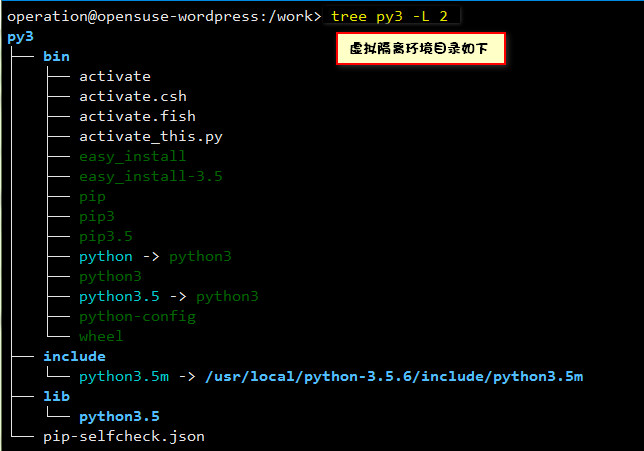 operation@opensuse-wordpress:/work> tree py3 -L 2
虚拟隔离环境目录如下
py3
├── bin
│   ├── activate
│   ├── activate.csh
│   ├── activate.fish
│   ├── activate_this.py
│   ├── easy_install
│   ├── easy_install-3.5
│   ├── pip
│   ├── pip3
│   ├── pip3.5
│   ├── python -> python3
│   ├── python3
│   ├── python3.5 -> python3
│   ├── python-config
│   └── wheel
├── include
│   └── python3.5m -> /usr/local/python-3.5.6/include/python3.5m
├── lib
│   └── python3.5
└── pip-selfcheck.json